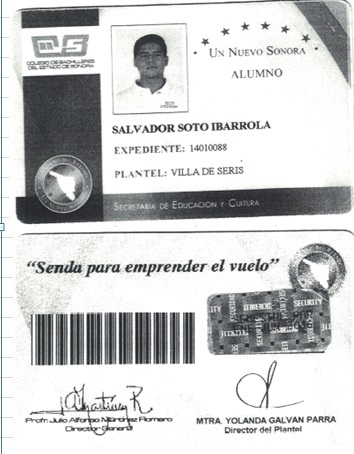 COLEGIO DE BACHILLERES
DEL ESTADO DE SONORA
UN NUEVO SONORA
ALUMNO
SALVADOR SOTO IBARROLA
EXPEDIENTE: 14010088
PLANTEL: VILLA DE SERIS
SECRETARIA DE EDUCACION Y CULTURA
“Senda para emprender el vuelo”
SECURITY
Profr. Julio Alfonso Martínez Romero
Director General
MTRA. YOLANDA GALVAN PARRA
Director del Plantel